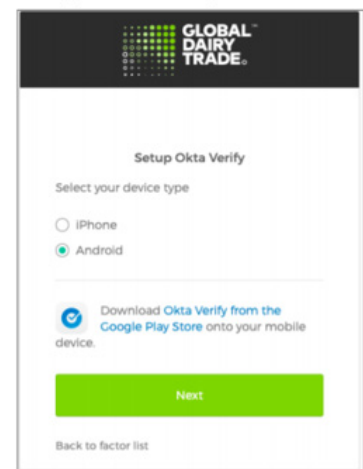 GLOBAL
DAIRY
TRADE
Setup Okta Verify
Select your device type
iPhone
Android
Download Okta Verify from the
Google Play Store onto your mobile
device.
Next
Back to factor list